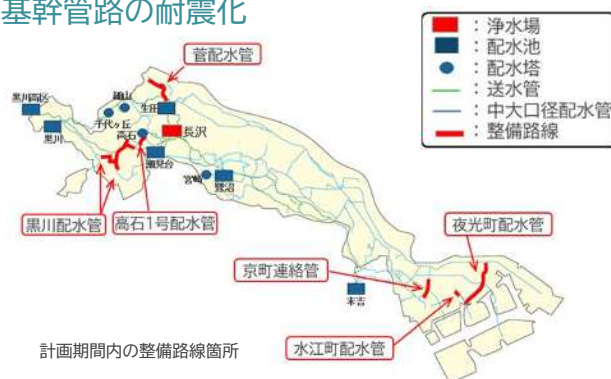 基幹管路の耐震化
：浄水場
：配水池
：配水塔
：送水管
：中大口径配水管
：整備路線
菅配水管
黒川高区
黒川
細山
千代ヶ丘
生田
高石
長沢
潮見台
宮崎
鷺沼
黒川配水管
高石1号配水管
夜光町配水管
京町連絡管
末吉
水江町配水管
計画期間内の整備路線箇所